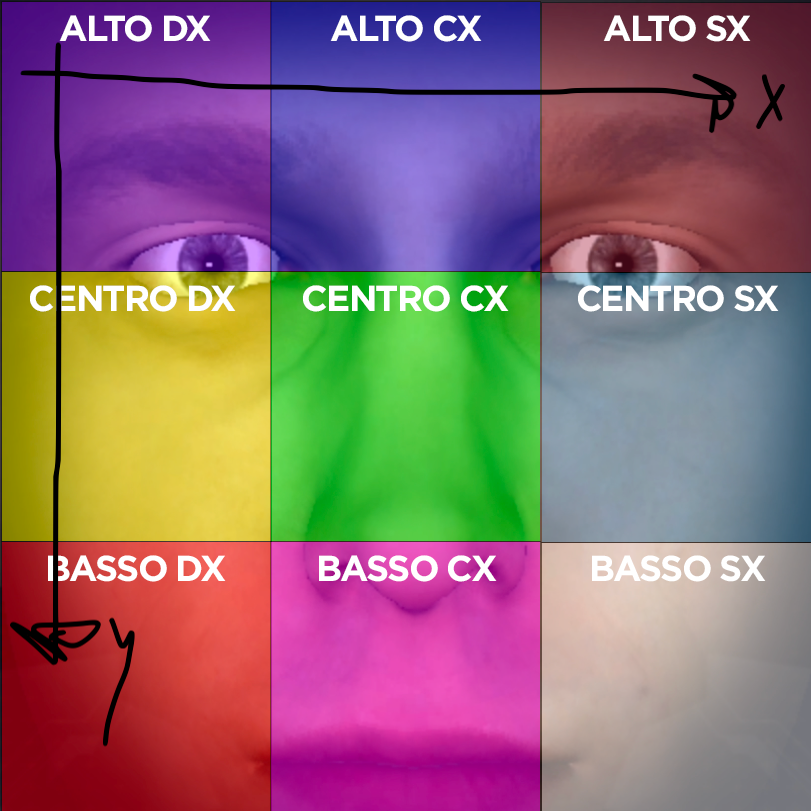 ALTO DX
ALTO CX
ALTO SX
X
CENTRO DX
CENTRO CX
CENTRO SX
BASSO DX
BASSO CX
BASSO SX
y